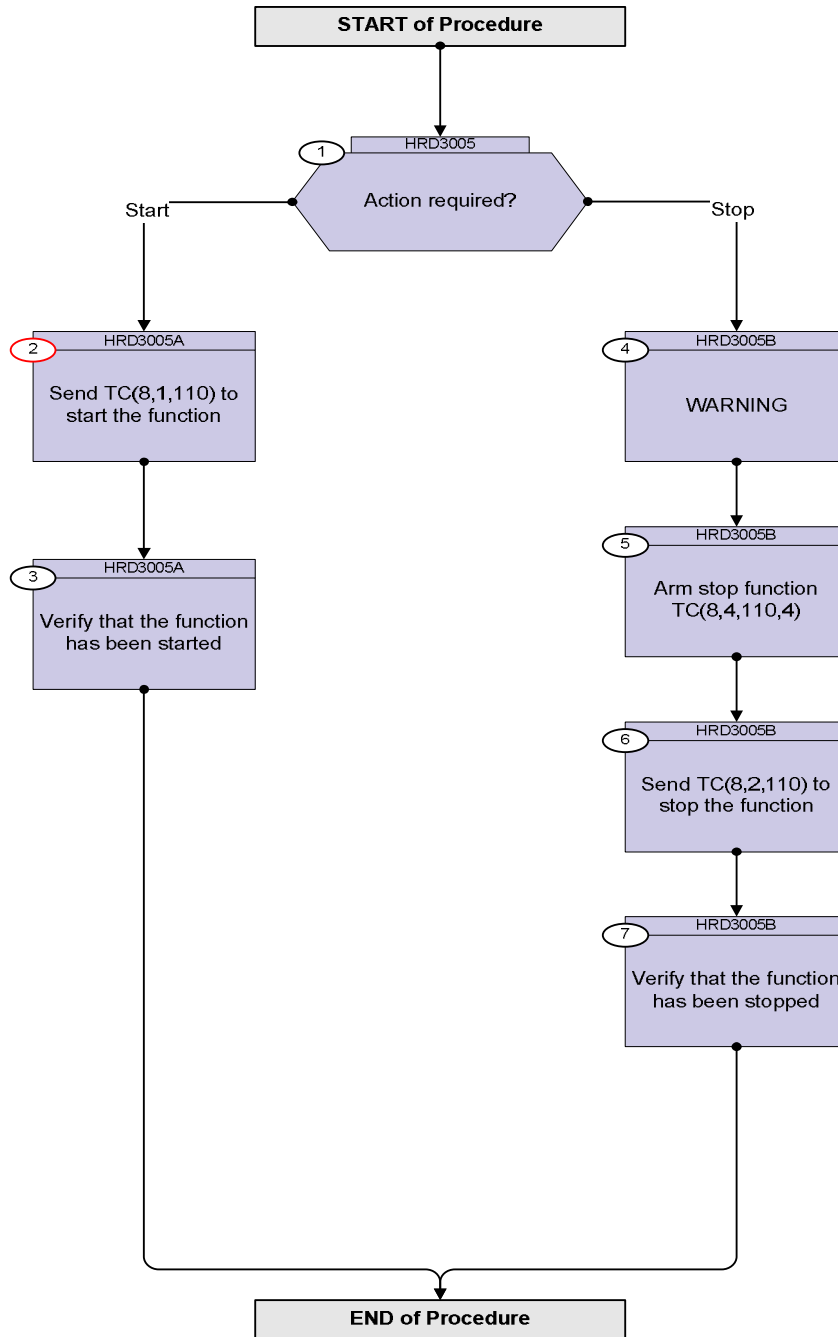 START of Procedure
HRD3005
1
Action required?
Start
Stop
HRD3005A
2
Send TC(8,1,110) to
start the function
HRD3005A
3
Verify that the function
has been started
HRD3005B
4
WARNING
HRD3005B
5
Arm stop function
TC(8,4,110,4)
HRD3005B
6
Send TC(8,2,110) to
stop the function
HRD3005B
7
Verify that the function
has been stopped
END of Procedure